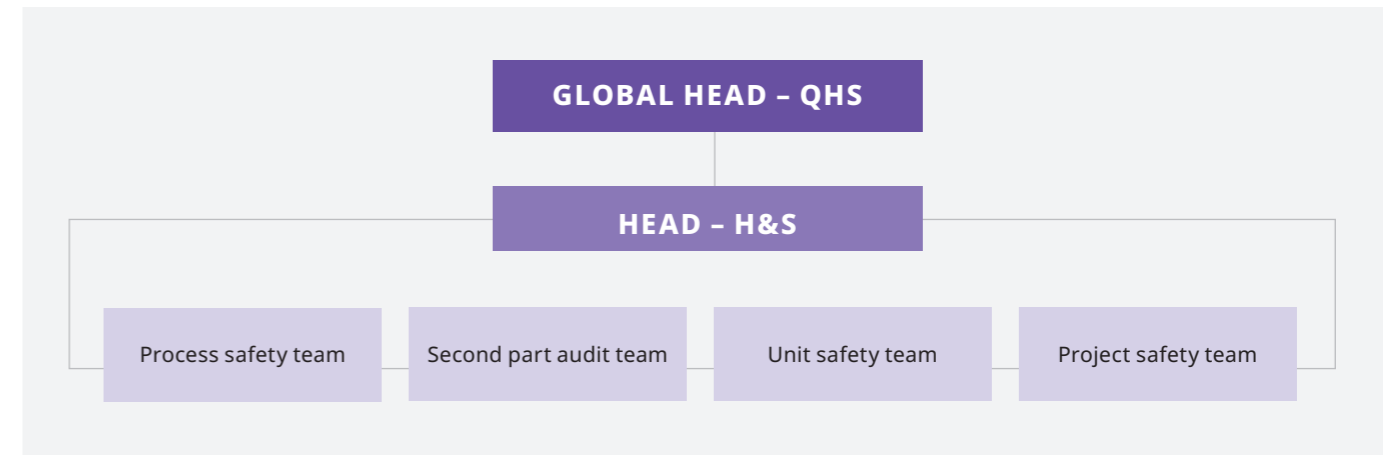 GLOBAL HEAD – QHS
HEAD – H&S
Process safety team
Second part audit team
Unit safety team
Project safety team